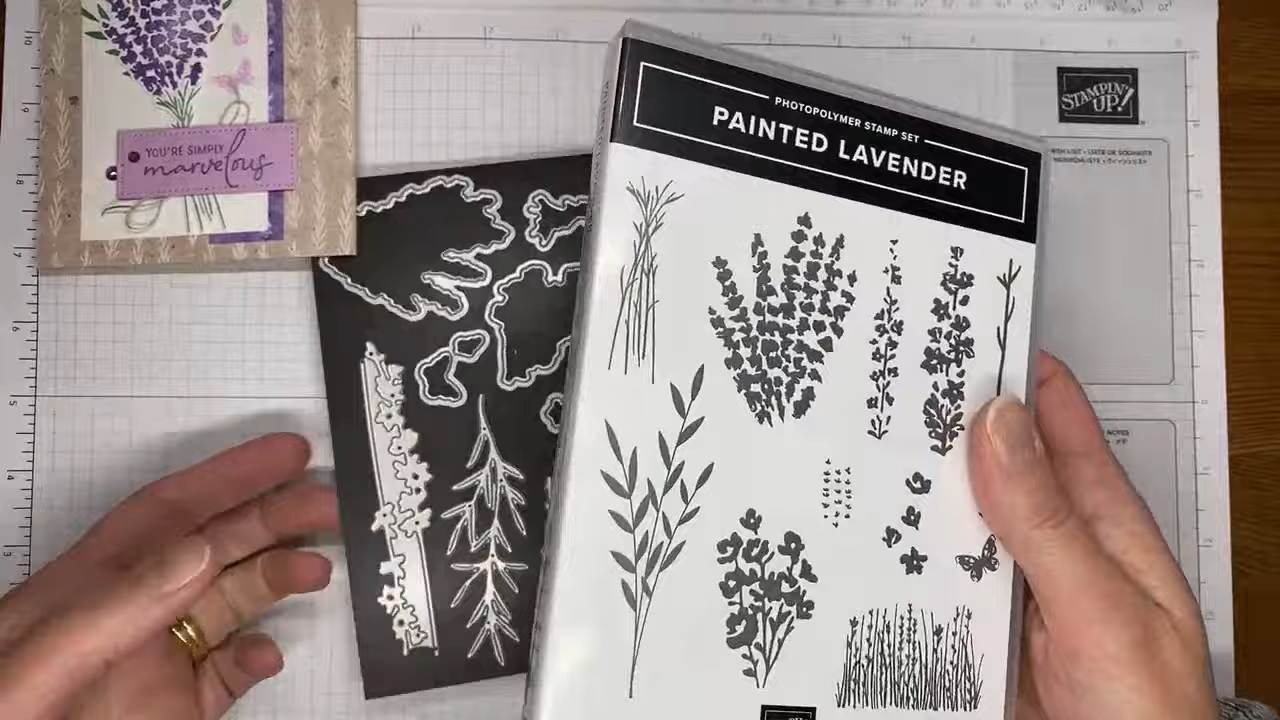 PHOTOPOLYMER STAMP SET
PAINTED LAVENDER
STAMPIN' UP!
YOU'RE SIMPLY
marvelous